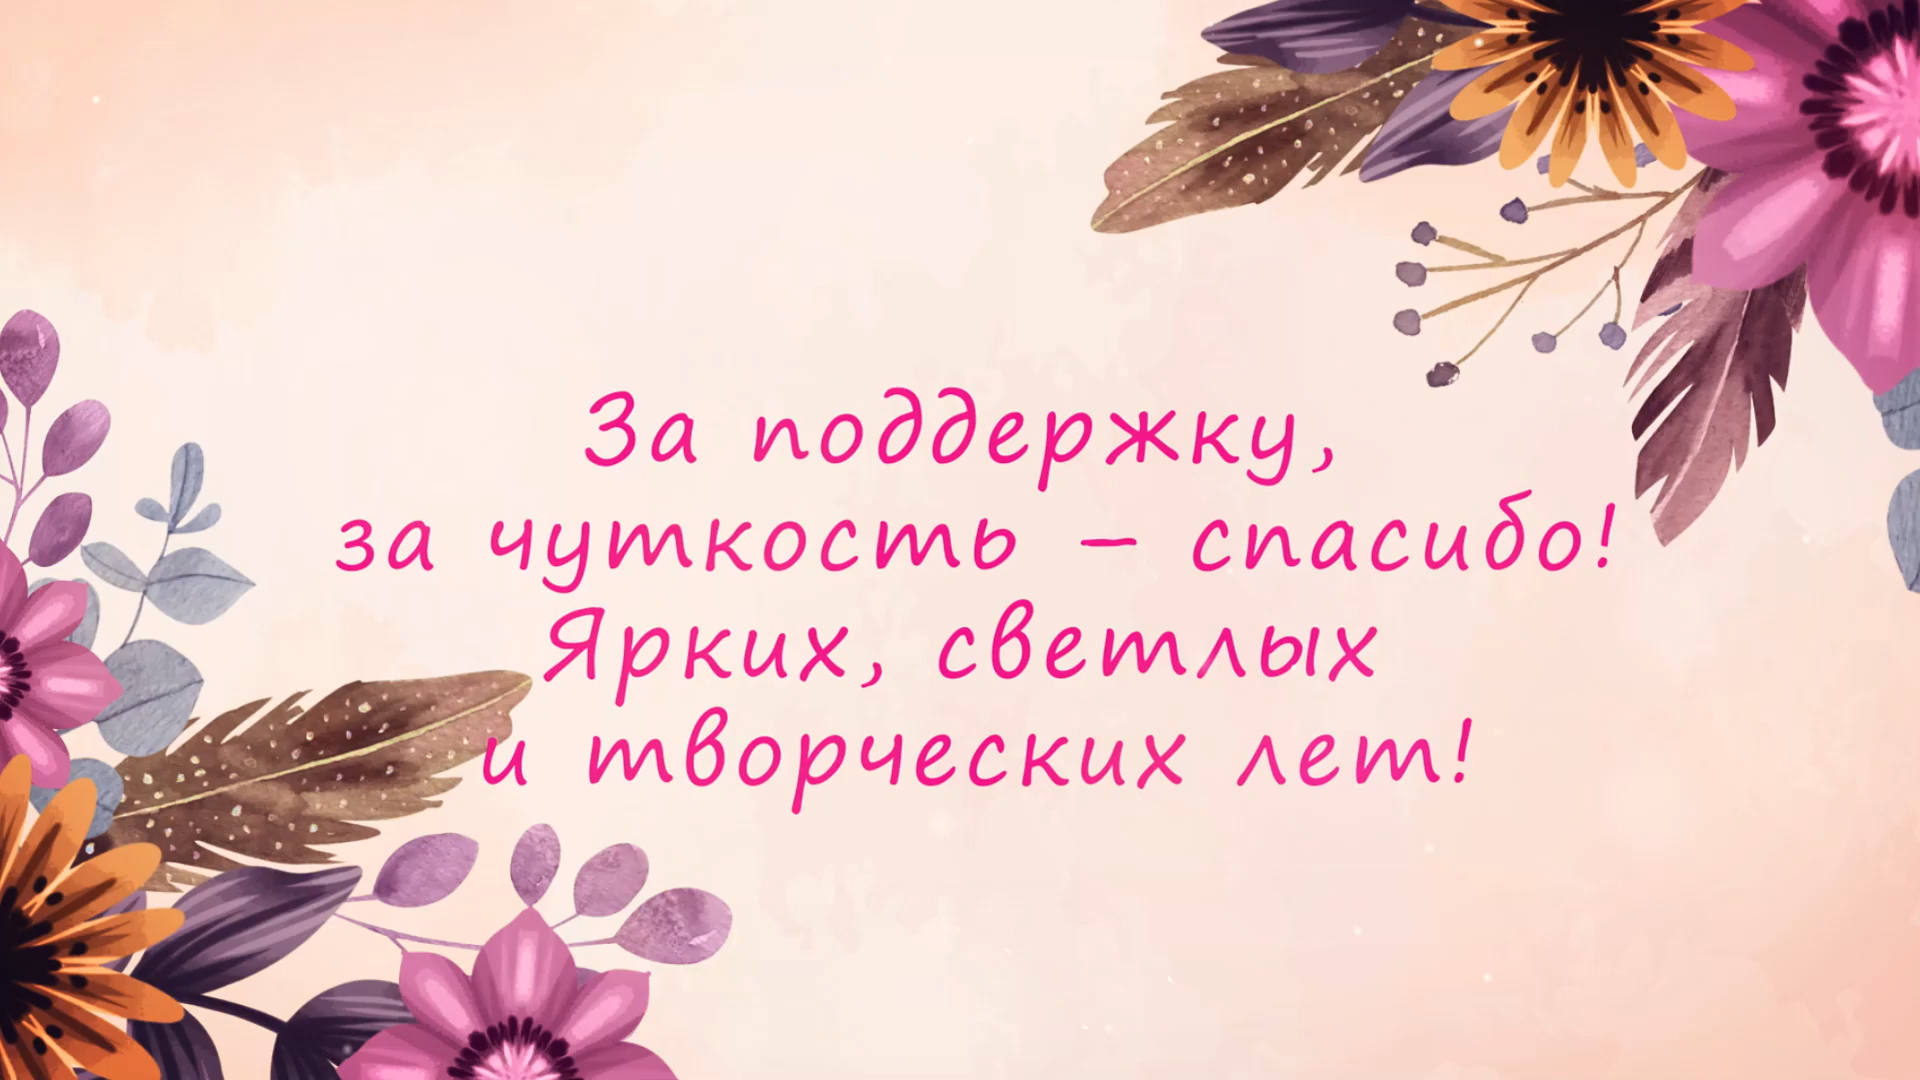 За поддержку,
за чуткость – спасибо!
Ярких, светлых
и творческих лет!